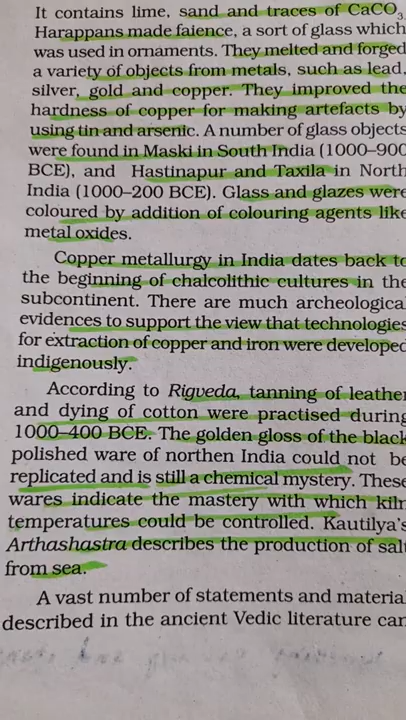 It contains lime, sand and traces of CaCO3.
Harappans made faience, a sort of glass which
was used in ornaments. They melted and forged
a variety of objects from metals, such as lead,
silver, gold and copper. They improved the
hardness of copper for making artefacts by
using tin and arsenic. A number of glass objects
were found in Maski in South India (1000–900
BCE), and Hastinapur and Taxila in North
India (1000–200 BCE). Glass and glazes were
coloured by addition of colouring agents like
metal oxides.
Copper metallurgy in India dates back to
the beginning of chalcolithic cultures in the
subcontinent. There are much archeologica
evidences to support the view that technologies
for extraction of copper and iron were developed
indigenously.
According to Rigveda, tanning of leather
and dying of cotton were practised during
1000–400 BCE. The golden gloss of the black
polished ware of northen India could not be
replicated and is still a chemical mystery. These
wares indicate the mastery with which kiln
temperatures could be controlled. Kautilya's
Arthashastra describes the production of salt
from sea.
A vast number of statements and materia
described in the ancient Vedic literature can